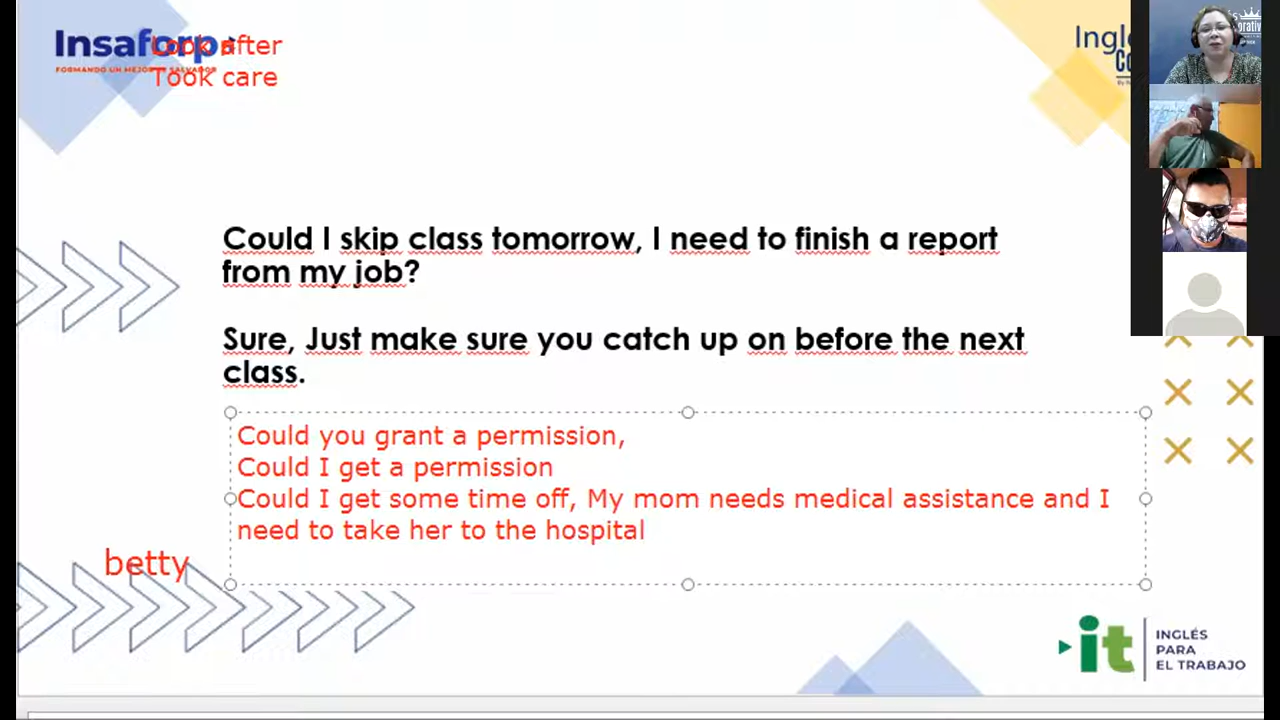 Insaforp
FORMANDO UN MEJOR EL SALVADOR
Look after
Took care
Could I skip class tomorrow, I need to finish a report
from my job?
Sure, Just make sure you catch up on before the next
class.
Could you grant a permission,
Could I get a permission
Could I get some time off, My mom needs medical assistance and I
need to take her to the hospital
betty
it
INGLÉS
PARA
EL TRABAJO